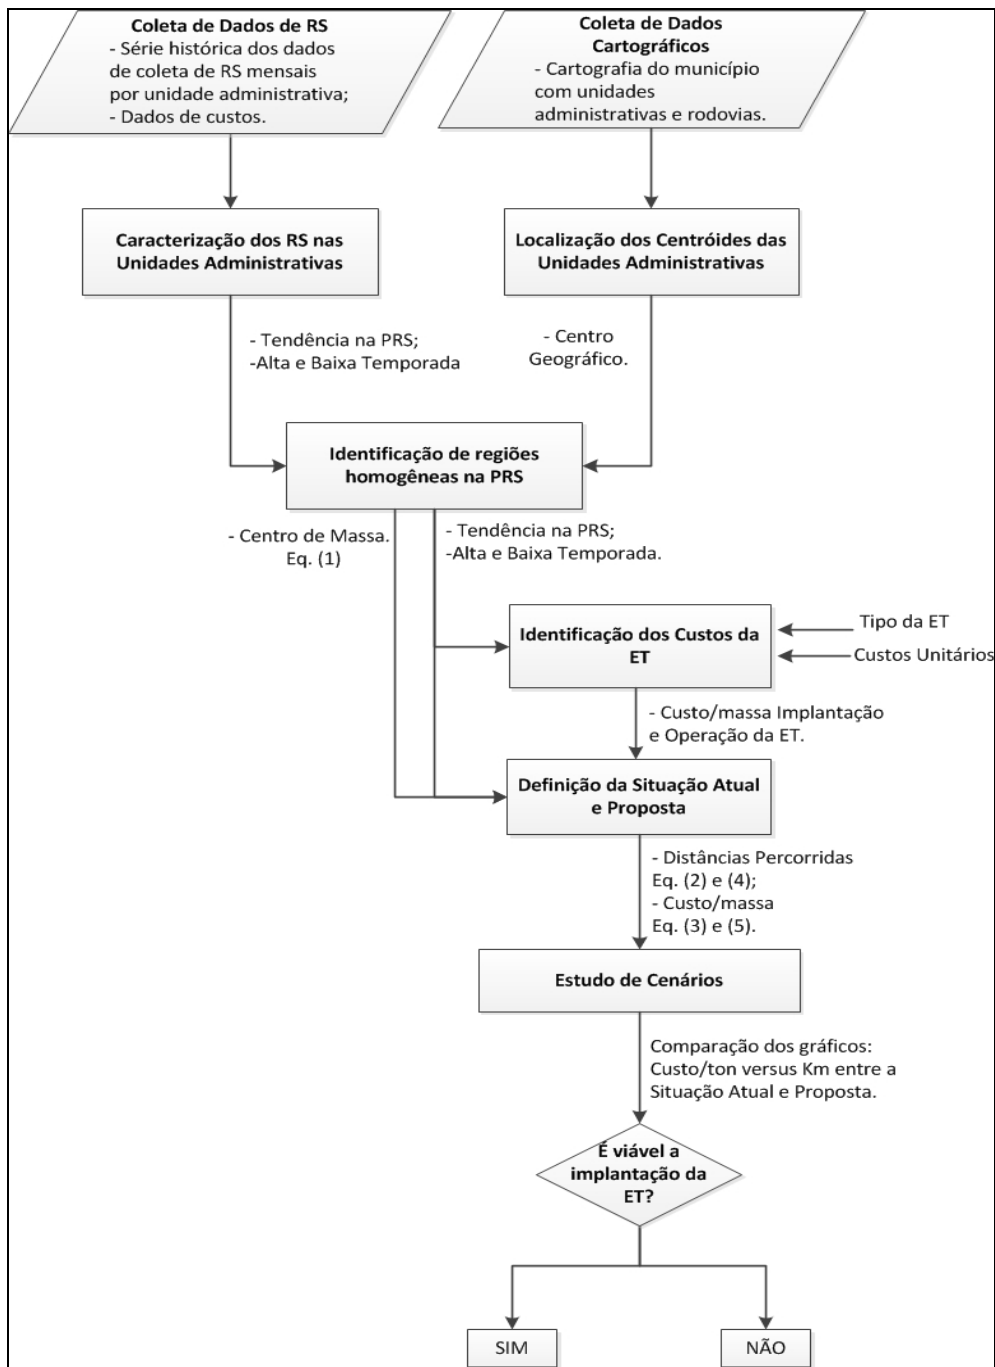 Coleta de Dados de RS
- Série histórica dos dados
de coleta de RS mensais
por unidade administrativa;
- Dados de custos.
Coleta de Dados
Cartográficos
- Cartografia do município
com unidades
administrativas e rodovias.
Caracterização dos RS nas
Unidades Administrativas
Localização dos Centróides das
Unidades Administrativas
- Tendência na PRS;
-Alta e Baixa Temporada
- Centro
Geográfico.
Identificação de regiões
homogêneas na PRS
- Centro de Massa.
Eq. (1)
- Tendência na PRS;
-Alta e Baixa Temporada.
Identificação dos Custos da
ET
Tipo da ET
Custos Unitários
- Custo/massa Implantação
e Operação da ET.
Definição da Situação Atual
e Proposta
- Distâncias Percorridas
Eq. (2) e (4);
- Custo/massa
Eq. (3) e (5).
Estudo de Cenários
Comparação dos gráficos:
Custo/ton versus Km entre a
Situação Atual e Proposta.
É viável a
implantação da
ET?
SIM
NÃO